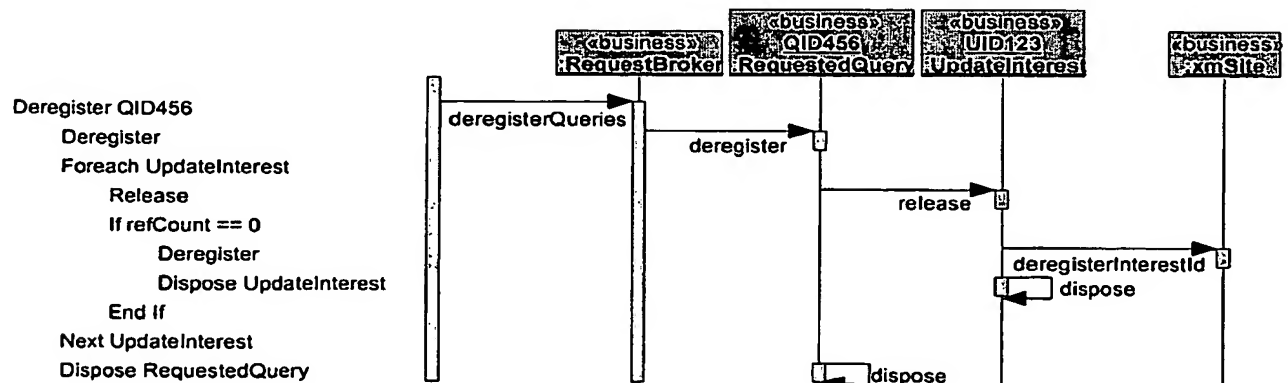 «business»
RequestBroker
«business»
QID456
RequestedQuery
«business»
UID123
UpdateInterest
«business»
xmSite
Deregister QID456
Deregister
Foreach UpdateInterest
Release
If refCount == 0
Deregister
Dispose UpdateInterest
End If
Next UpdateInterest
Dispose RequestedQuery
deregisterQueries
deregister
release
deregisterInterestId
dispose
dispose